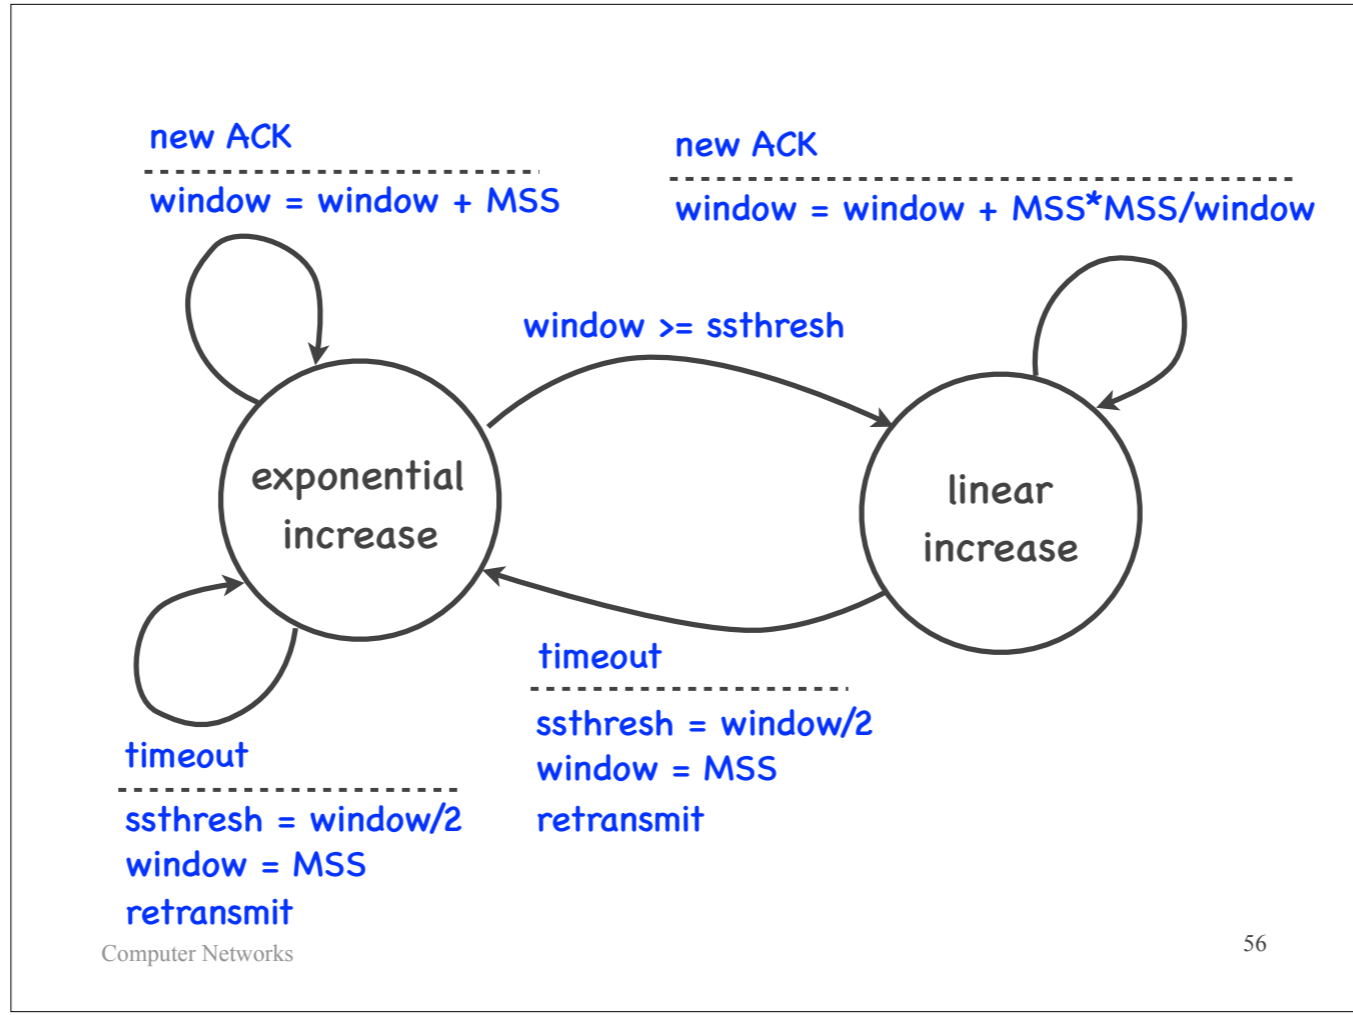 new ACK
window = window + MSS
new ACK
window = window + MSS*MSS/window
window >= ssthresh
exponential
increase
linear
increase
timeout
ssthresh = window/2
window = MSS
retransmit
timeout
ssthresh = window/2
window = MSS
retransmit
Computer Networks
56